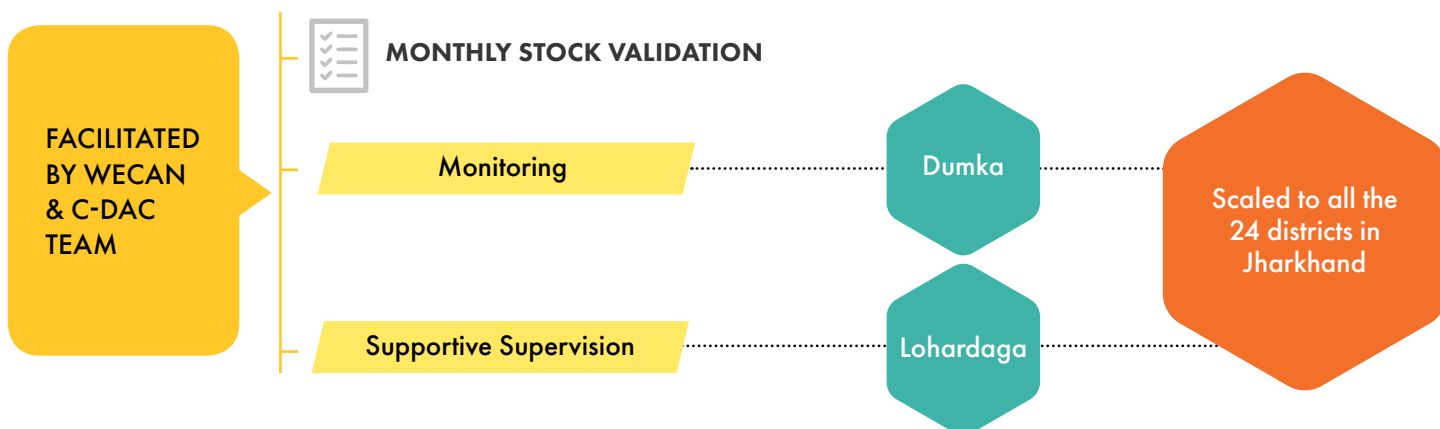 FACILITATED
BY WECAN
& C-DAC
TEAM
MONTHLY STOCK VALIDATION
Monitoring
Dumka
Supportive Supervision
Lohardaga
Scaled to all the
24 districts in
Jharkhand